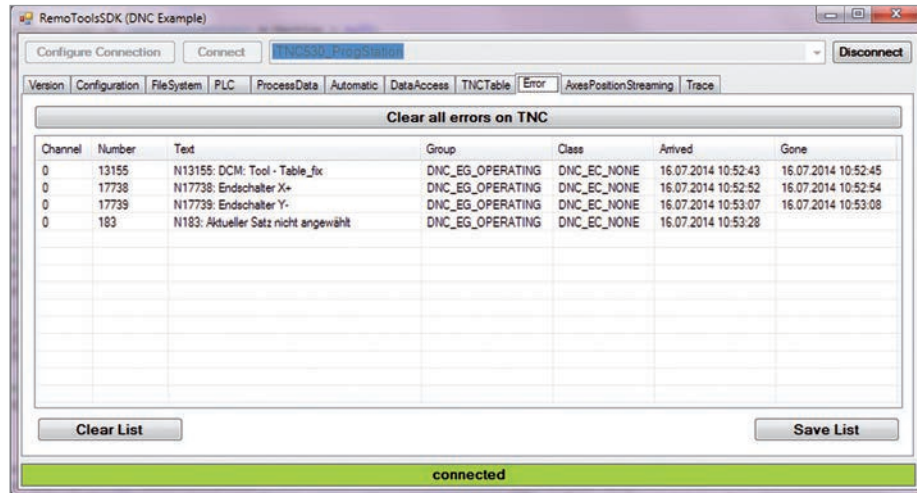 RemoToolsSDK (DNC Example)
Configure Connection Connect iTNC530_ProgStation Disconnect
Version Configuration FileSystem PLC ProcessData Automatic DataAccess TNCTable Error AxesPositionStreaming Trace
Clear all errors on TNC
Channel Number Text Group Class Arrived Gone
0 13155 N13155: DCM: Tool - Table_fix DNC_EG_OPERATING DNC_EC_NONE 16.07.2014 10:52:43 16.07.2014 10:52:45
0 17738 N17738: Endschalter X+ DNC_EG_OPERATING DNC_EC_NONE 16.07.2014 10:52:52 16.07.2014 10:52:54
0 17739 N17739: Endschalter Y- DNC_EG_OPERATING DNC_EC_NONE 16.07.2014 10:53:07 16.07.2014 10:53:08
0 183 N183: Aktueller Satz nicht angewählt DNC_EG_OPERATING DNC_EC_NONE 16.07.2014 10:53:28
Clear List Save List
connected